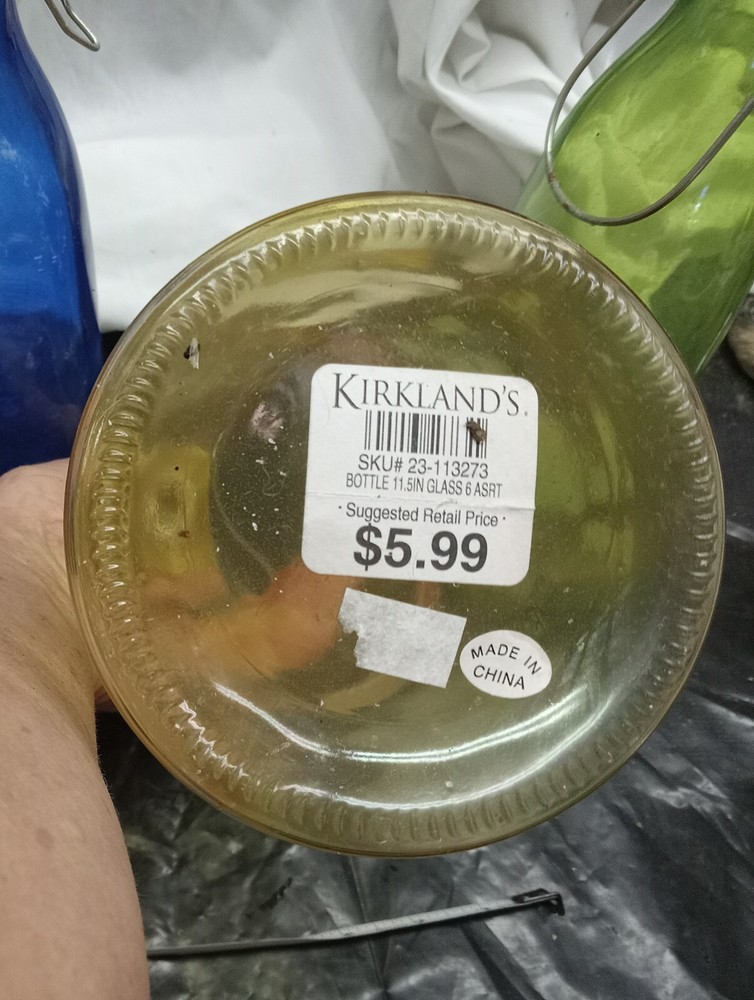 KIRKLAND'S.
SKU# 23-113273
BOTTLE 11.5IN GLASS 6 ASRT
· Suggested Retail Price ·
$5.99
MADE IN
CHINA